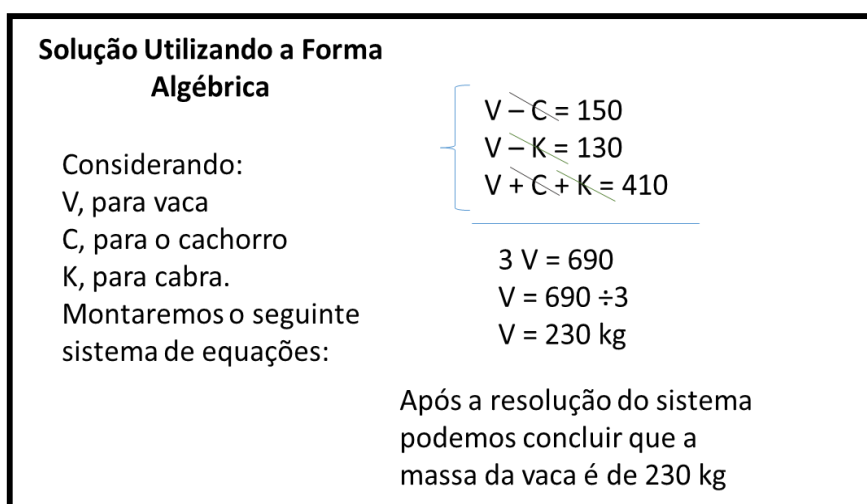 Solução Utilizando a Forma
Algébrica
Considerando:
V, para vaca
C, para o cachorro
K, para cabra.
Montaremos o seguinte
sistema de equações:
V – C = 150
V – K = 130
V + C + K = 410
3 V = 690
V = 690 ÷3
V = 230 kg
Após a resolução do sistema
podemos concluir que a
massa da vaca é de 230 kg